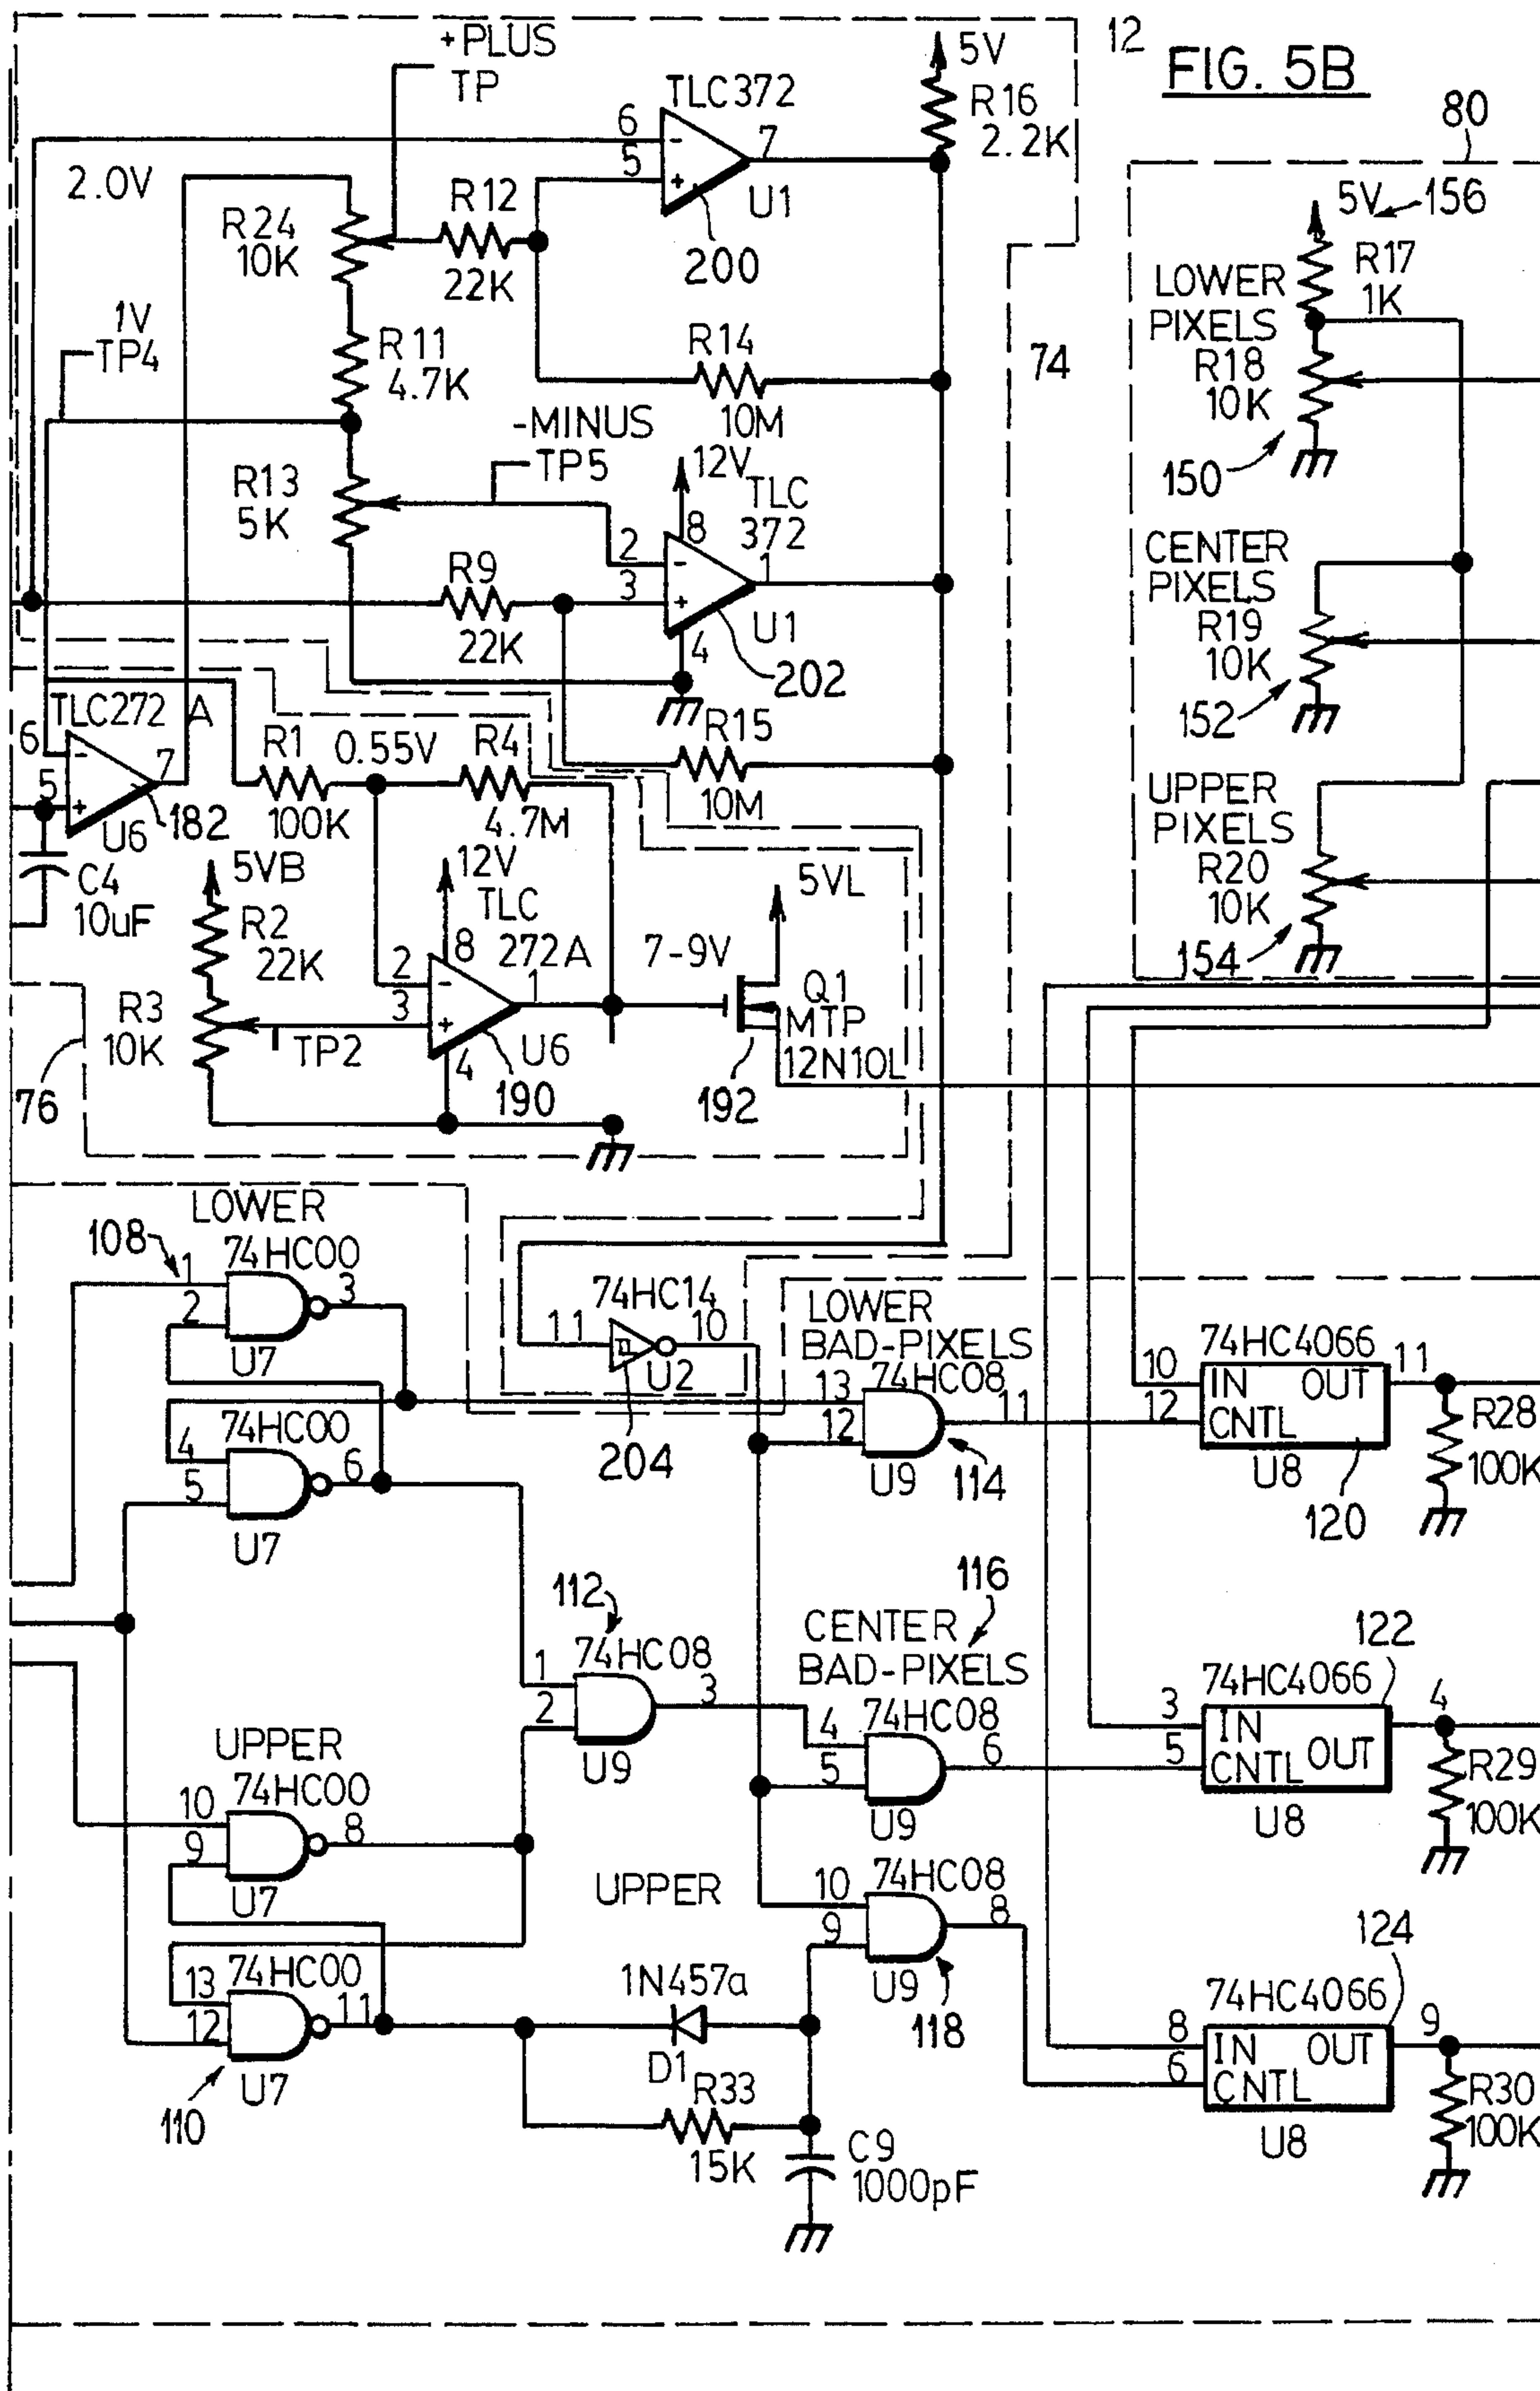 +PLUS
TP
12
FIG. 5B
5V
R16
2.2K
TLC372
6
-
5
+
7
U1
200
2.0V
R24
10K
R12
22K
1V
TP4
R11
4.7K
R14
10M
74
-MINUS
TP5
R13
5K
12V
8
TLC
372
2
-
3
+
1
4
U1
202
R9
22K
80
5V
156
R17
1K
LOWER
PIXELS
R18
10K
150
CENTER
PIXELS
R19
10K
152
UPPER
PIXELS
R20
10K
154
TLC272 A
6
-
5
+
7
U6
182
R1
100K
0.55V
R4
4.7M
R15
10M
C4
10uF
5VB
R2
22K
R3
10K
TP2
12V
8
TLC
272A
2
-
3
+
1
4
U6
190
7-9V
5VL
Q1
MTP
12N10L
192
76
LOWER
108
74HC00
1
2
3
U7
74HC00
4
5
6
U7
74HC14
11
10
U2
204
LOWER
BAD-PIXELS
74HC08
13
12
11
U9
114
74HC4066
10
IN
OUT
11
12
CNTL
U8
120
R28
100K
112
74HC08
1
2
3
U9
116
CENTER
BAD-PIXELS
74HC08
4
5
6
U9
122
74HC4066
3
IN
4
5
CNTL
OUT
U8
R29
100K
UPPER
74HC00
10
9
8
U7
UPPER
74HC08
10
9
8
U9
118
74HC00
13
12
11
U7
110
1N457a
D1
R33
15K
C9
1000pF
124
74HC4066
8
IN
OUT
9
6
CNTL
U8
R30
100K